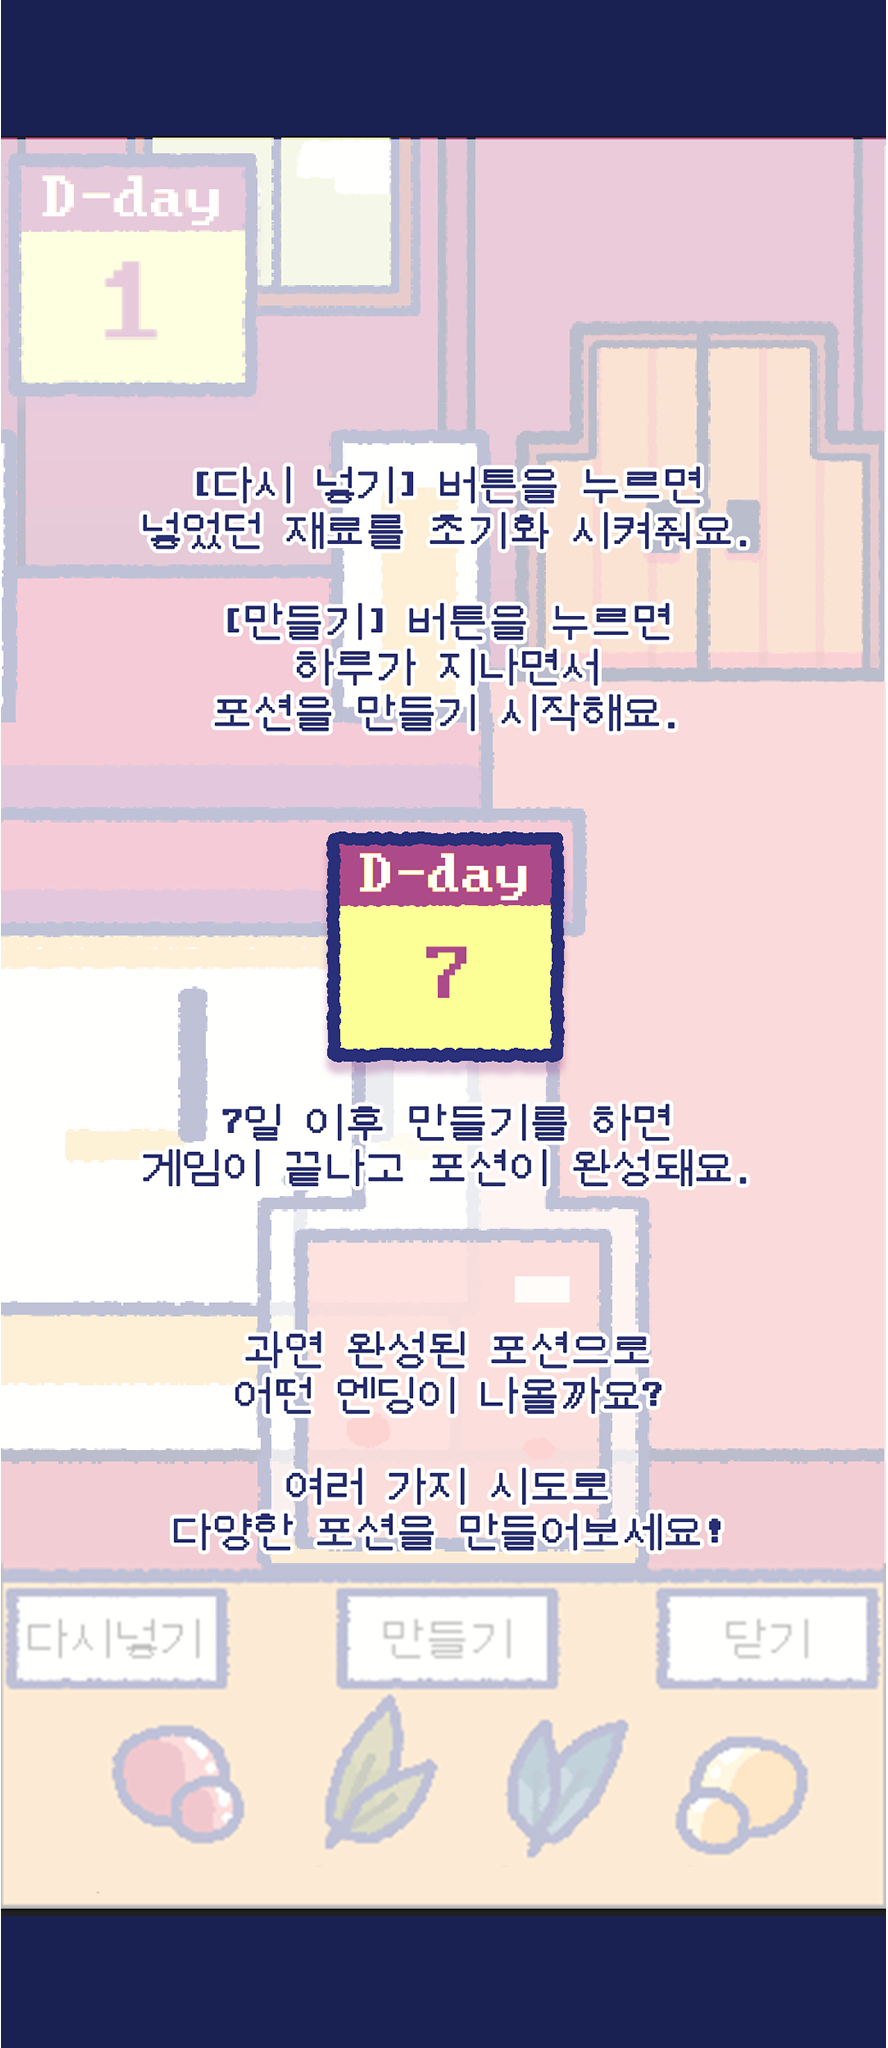 D-day
1
[다시 넣기] 버튼을 누르면
넣었던 재료를 초기화 시켜줘요.
[만들기] 버튼을 누르면
하루가 지나면서
포션을 만들기 시작해요.
D-day
7
7일 이후 만들기를 하면
게임이 끝나고 포션이 완성돼요.
과연 완성된 포션으로
어떤 엔딩이 나올까요?
여러 가지 시도로
다양한 포션을 만들어보세요!
다시넣기 만들기 닫기